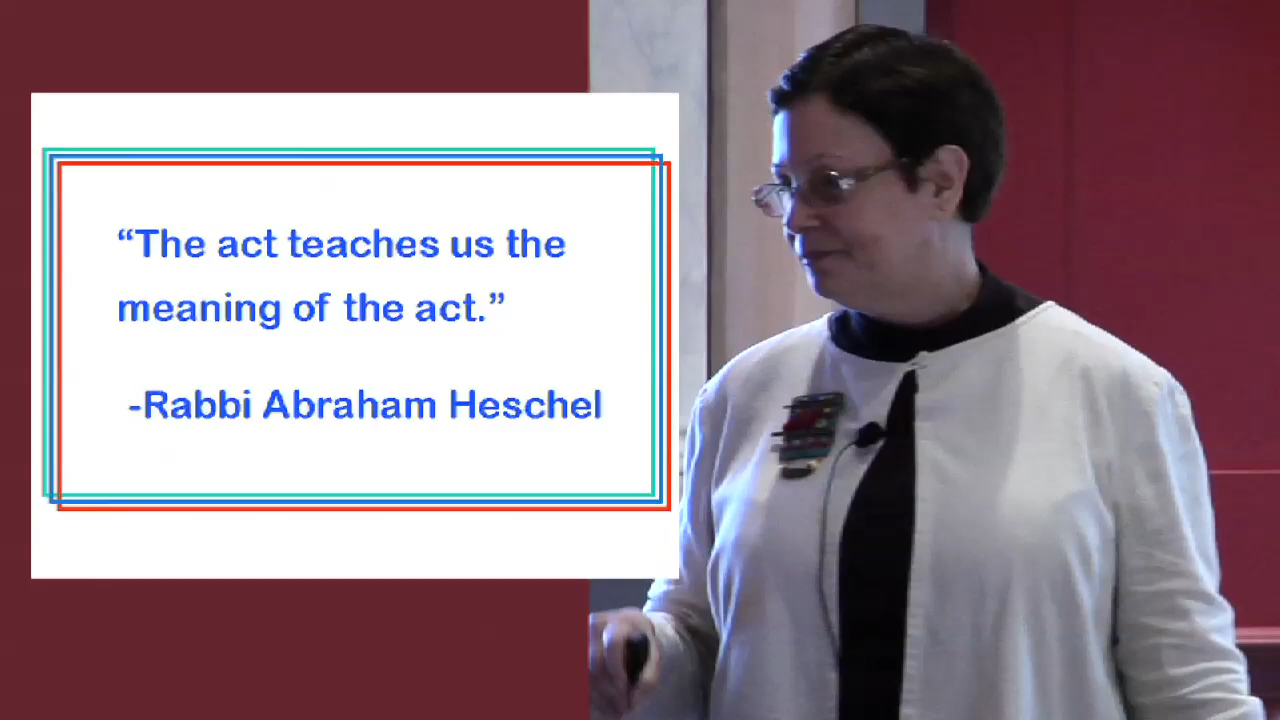 “The act teaches us the
meaning of the act.”
-Rabbi Abraham Heschel